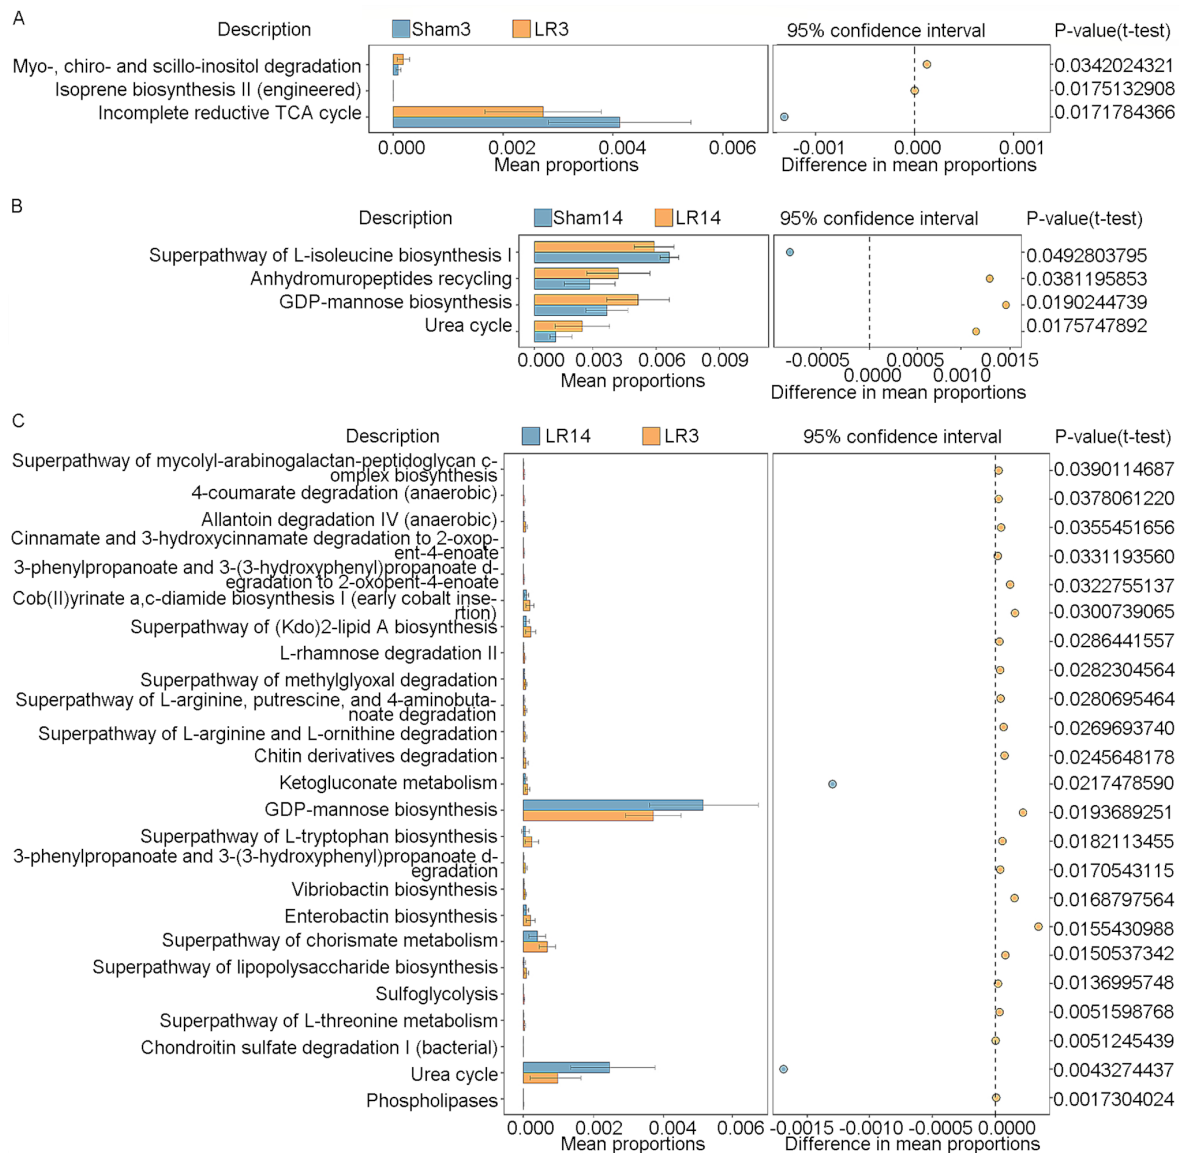 A
Description
Sham3
LR3
95% confidence interval
P-value(t-test)
Myo-, chiro- and scillo-inositol degradation
0.0342024321
Isoprene biosynthesis II (engineered)
0.0175132908
Incomplete reductive TCA cycle
0.0171784366
0.000 0.002 0.004 0.006
Mean proportions
-0.001 0.000 0.001
Difference in mean proportions
B
Description
Sham14
LR14
95% confidence interval
P-value(t-test)
Superpathway of L-isoleucine biosynthesis I
0.0492803795
Anhydromuropeptides recycling
0.0381195853
GDP-mannose biosynthesis
0.0190244739
Urea cycle
0.0175747892
0.0000 0.003 0.006 0.009
Mean proportions
-0.0005 0.0005 0.0015
0.0000 0.0010
Difference in mean proportions
C
Description
LR14
LR3
95% confidence interval
P-value(t-test)
Superpathway of mycolyl-arabinogalactan-peptidoglycan c-
omplex biosynthesis
0.0390114687
4-coumarate degradation (anaerobic)
0.0378061220
Allantoin degradation IV (anaerobic)
0.0355451656
Cinnamate and 3-hydroxycinnamate degradation to 2-oxop-
ent-4-enoate
0.0331193560
3-phenylpropanoate and 3-(3-hydroxyphenyl)propanoate d-
egradation to 2-oxopent-4-enoate
0.0322755137
Cob(II)yrinate a,c-diamide biosynthesis I (early cobalt inse-
rtion)
0.0300739065
Superpathway of (Kdo)2-lipid A biosynthesis
0.0286441557
L-rhamnose degradation II
0.0282304564
Superpathway of methylglyoxal degradation
0.0280695464
Superpathway of L-arginine, putrescine, and 4-aminobuta-
noate degradation
0.0269693740
Superpathway of L-arginine and L-ornithine degradation
0.0245648178
Chitin derivatives degradation
0.0217478590
Ketogluconate metabolism
0.0193689251
GDP-mannose biosynthesis
0.0182113455
Superpathway of L-tryptophan biosynthesis
0.0170543115
3-phenylpropanoate and 3-(3-hydroxyphenyl)propanoate d-
egradation
0.0168797564
Vibriobactin biosynthesis
0.0155430988
Enterobactin biosynthesis
0.0150537342
Superpathway of chorismate metabolism
0.0136995748
Superpathway of lipopolysaccharide biosynthesis
0.0051598768
Sulfoglycolysis
0.0051245439
Superpathway of L-threonine metabolism
0.0043274437
Chondroitin sulfate degradation I (bacterial)
0.0017304024
Urea cycle
Phospholipases
0.000 0.002 0.004 0.006
Mean proportions
-0.0015 -0.0010 -0.0005 0.0000
Difference in mean proportions